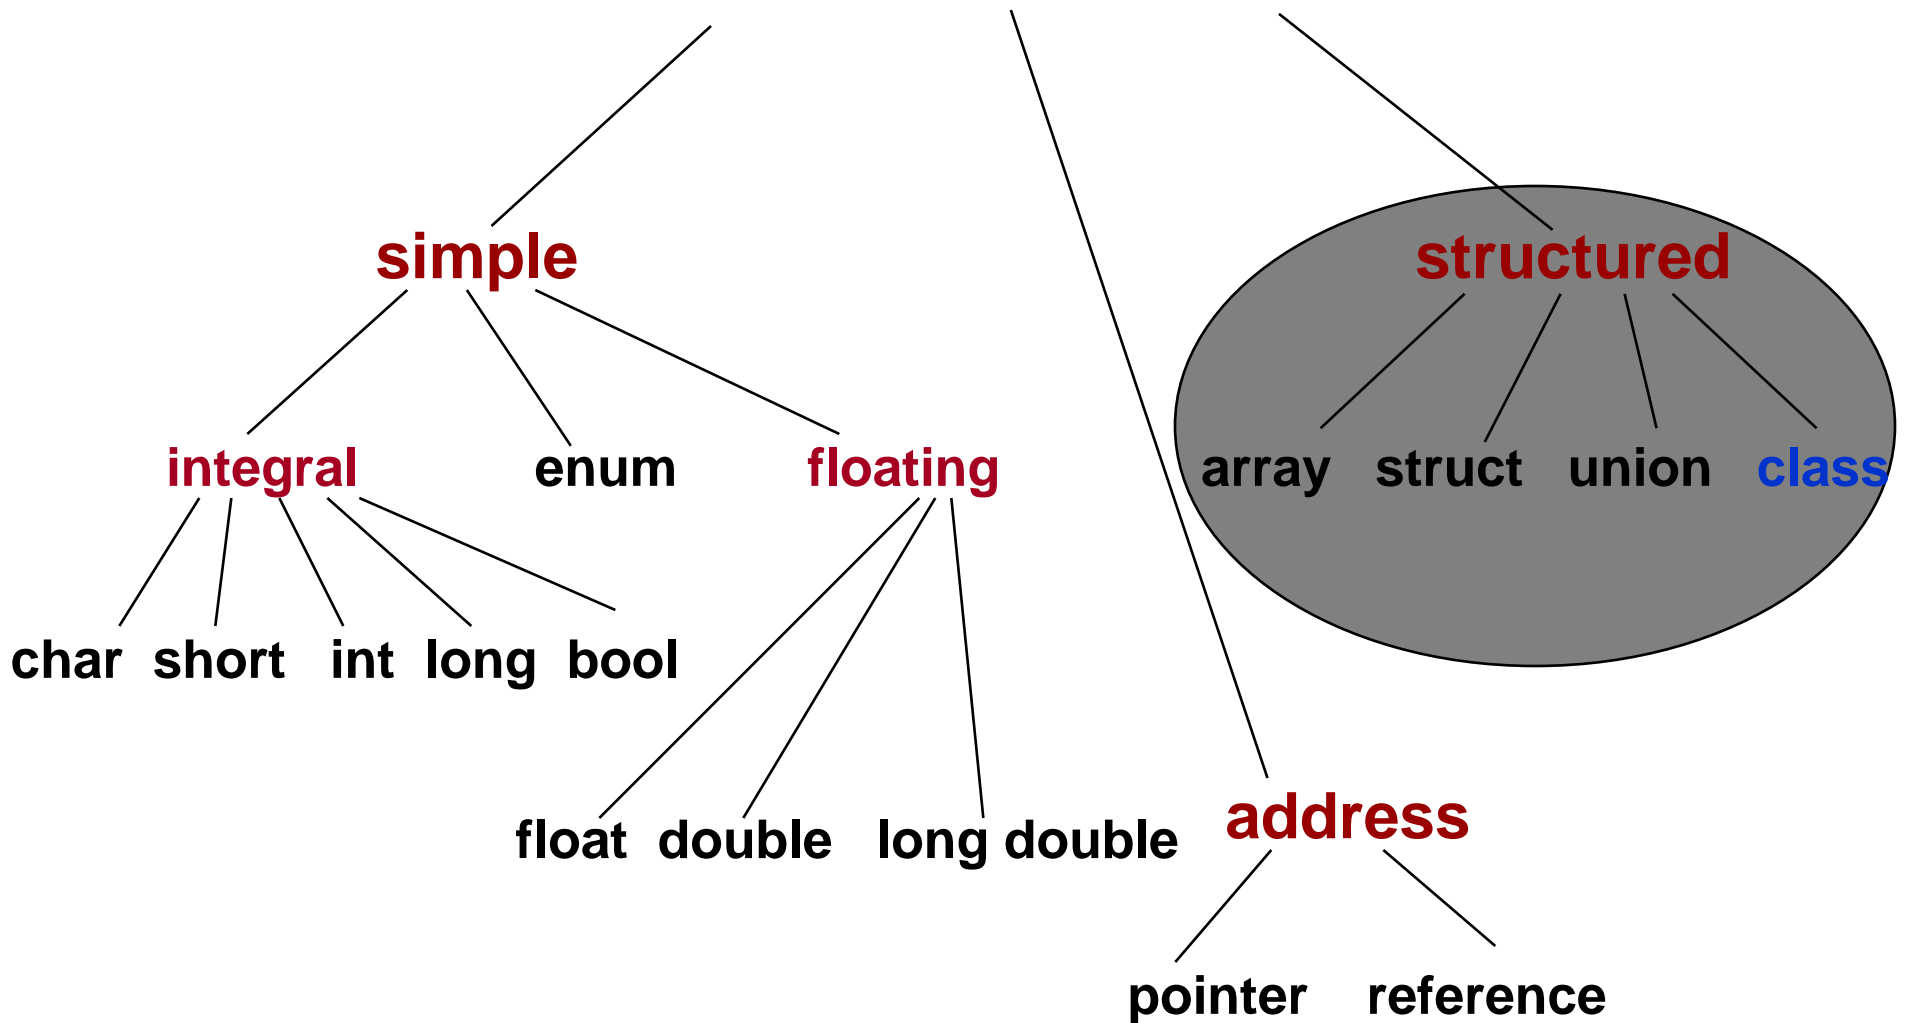 simple structured
integral enum floating array struct union class
char short int long bool
float double long double address
pointer reference